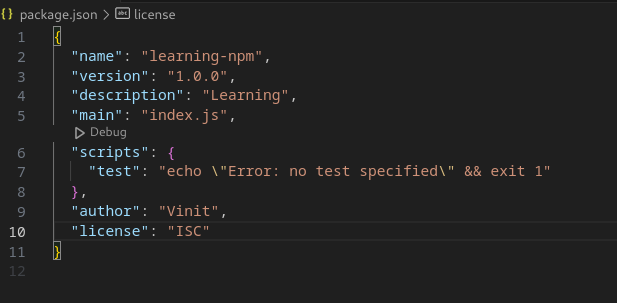 {} package.json > abc license
1 {
2 "name": "learning-npm",
3 "version": "1.0.0",
4 "description": "Learning",
5 "main": "index.js",
Debug
6 "scripts": {
7 "test": "echo \"Error: no test specified\" && exit 1"
8 },
9 "author": "Vinit",
10 "license": "ISC"
11 }
12